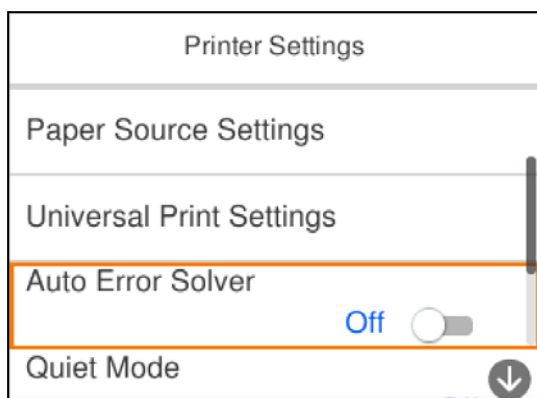 Printer Settings
Paper Source Settings
Universal Print Settings
Auto Error Solver
Off
Quiet Mode